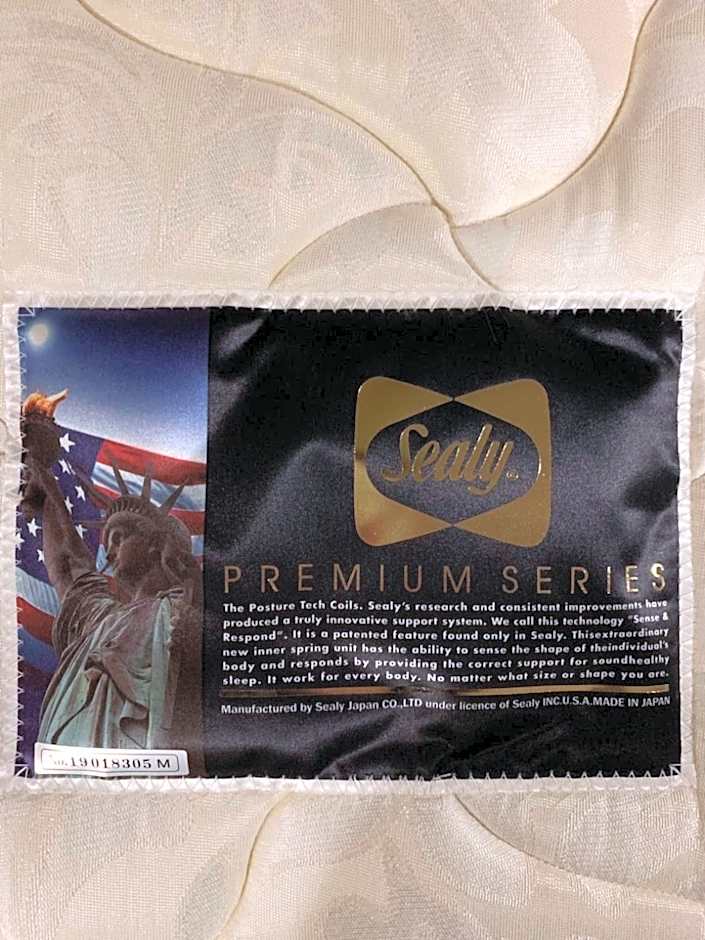 Sealy
PREMIUM SERIES
The Posture Tech Coils. Sealy's research and consistent improvements have
produced a truly innovative support system. We call this technology "Sense &
Respond". It is a patented feature found only in Sealy. Thisextraordinary
new inner spring unit has the ability to sense the shape of theindividual's
body and responds by providing the correct support for soundhealthy
sleep. It work for every body. No matter what size or shape you are.
Manufactured by Sealy Japan CO.,LTD under licence of Sealy INC.U.S.A.MADE IN JAPAN
No.19018305 M